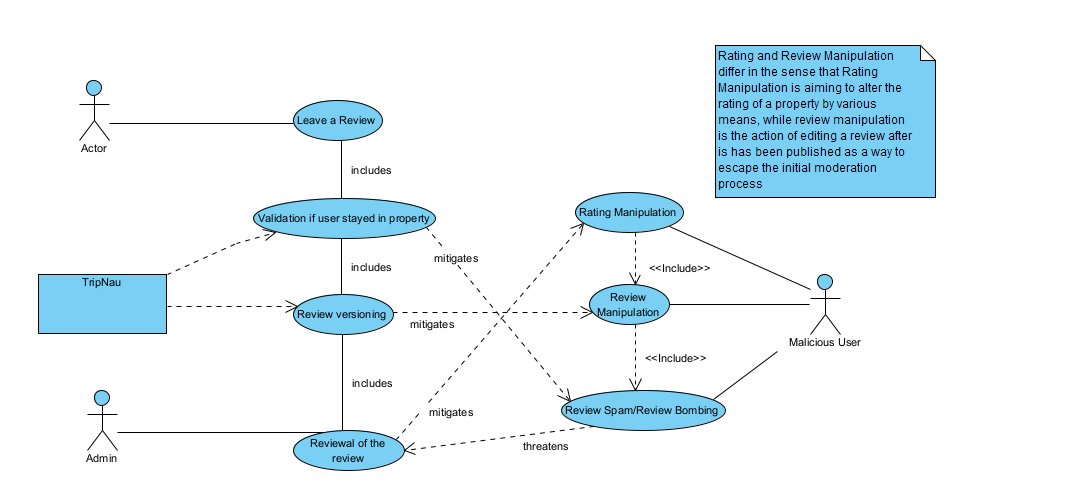 Rating and Review Manipulation
differ in the sense that Rating
Manipulation is aiming to alter the
rating of a property by various
means, while review manipulation
is the action of editing a review after
is has been published as a way to
escape the initial moderation
process
Leave a Review
Actor
includes
Validation if user stayed in property
Rating Manipulation
mitigates
includes
<<Include>>
TripNau
Review versioning
Review
Manipulation
mitigates
Malicious User
<<Include>>
includes
mitigates
Review Spam/Review Bombing
Admin
Reviewal of the
review
threatens